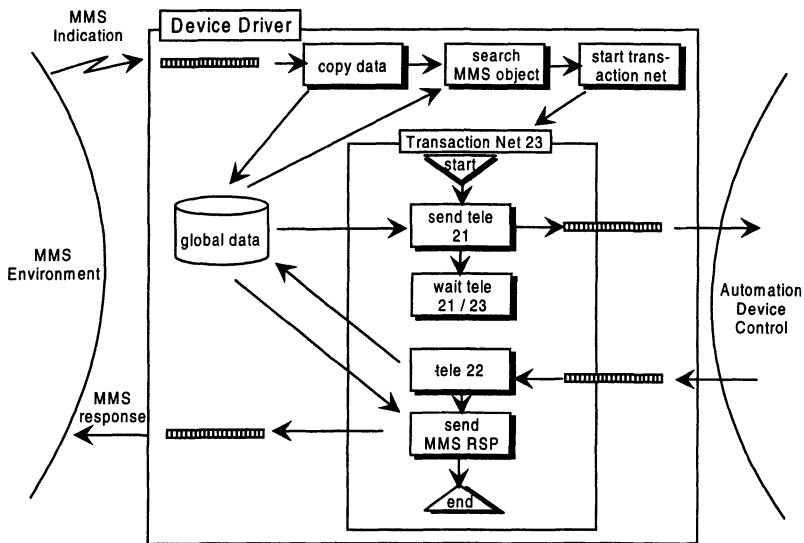 MMS
Indication
Device Driver
copy data
search
MMS object
start trans-
action net
Transaction Net 23
start
send tele
21
global data
wait tele
21 / 23
MMS
Environment
Automation
Device
Control
tele 22
MMS
response
send
MMS RSP
end